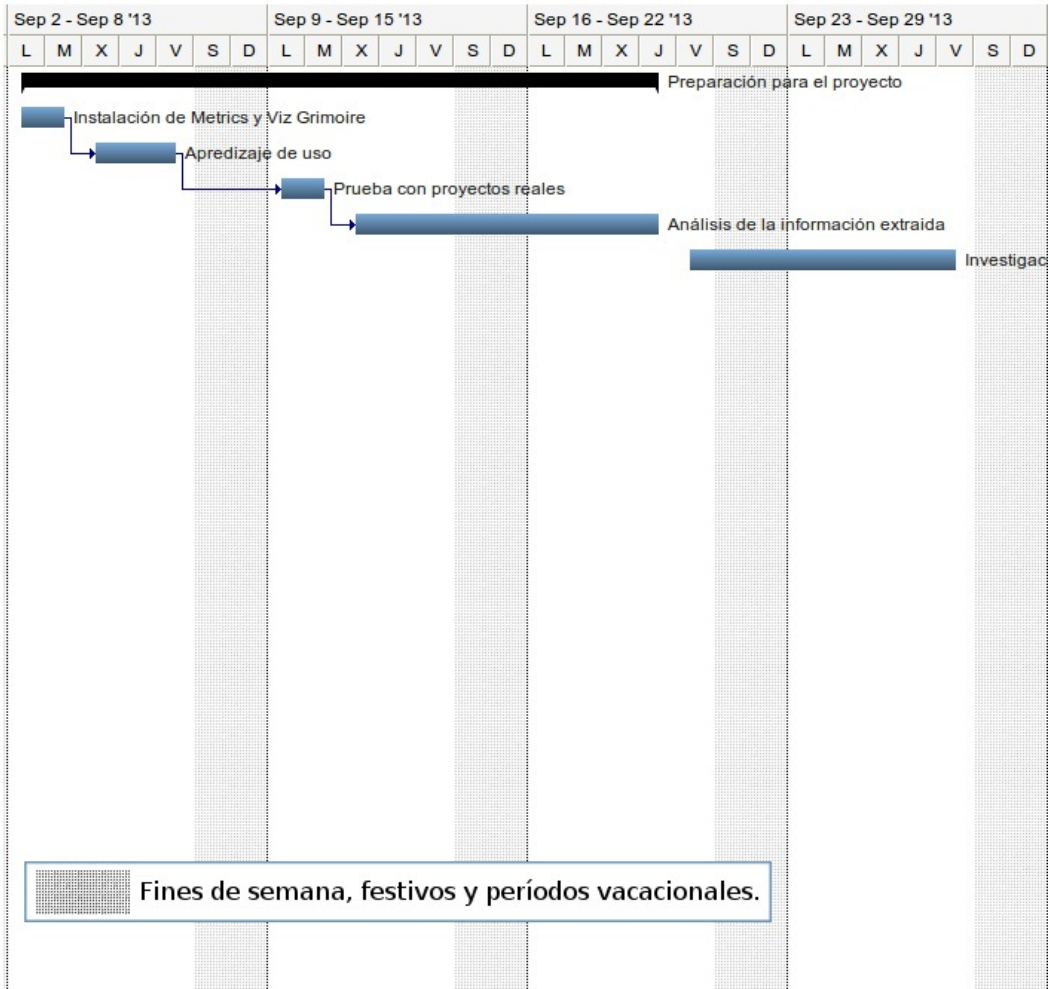 Sep 2 - Sep 8 '13 Sep 9 - Sep 15 '13 Sep 16 - Sep 22 '13 Sep 23 - Sep 29 '13
L M X J V S D L M X J V S D L M X J V S D L M X J V S D
Preparación para el proyecto
Instalación de Metrics y Viz Grimoire
Apredizaje de uso
Prueba con proyectos reales
Análisis de la información extraida
Investigac
Fines de semana, festivos y períodos vacacionales.